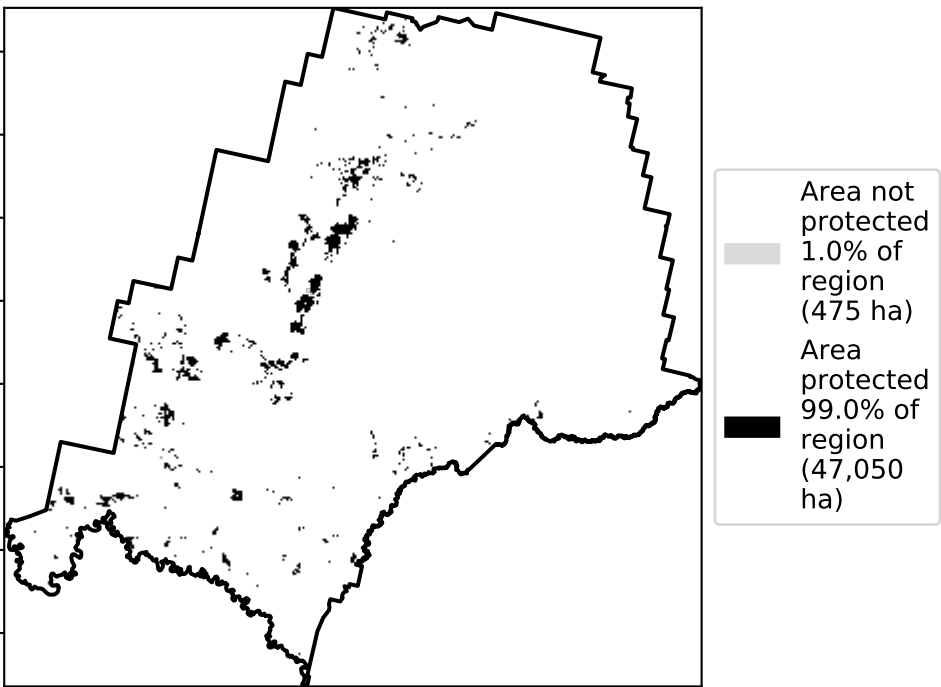 Area not
protected
1.0% of
region
(475 ha)
Area
protected
99.0% of
region
(47,050
ha)